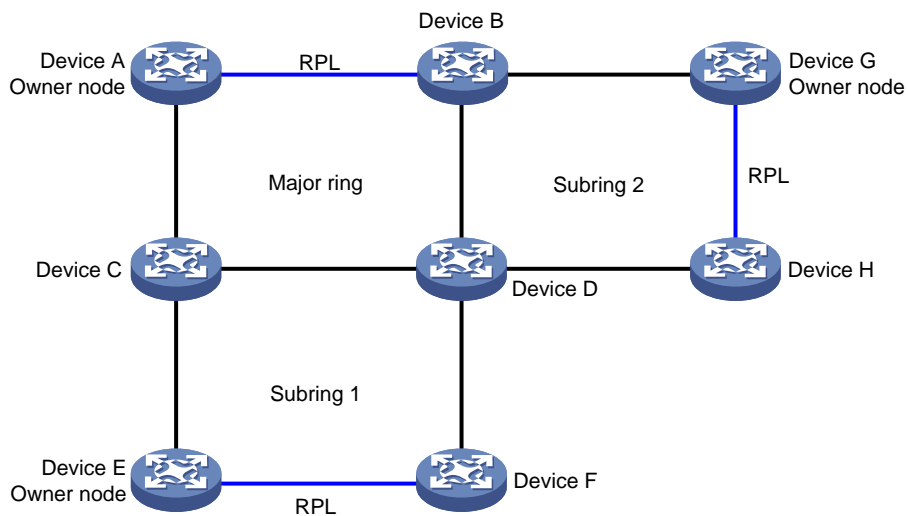 Device B
Device A
Owner node
RPL
Device G
Owner node
Major ring
Subring 2
RPL
Device C
Device D
Device H
Subring 1
Device E
Owner node
RPL
Device F